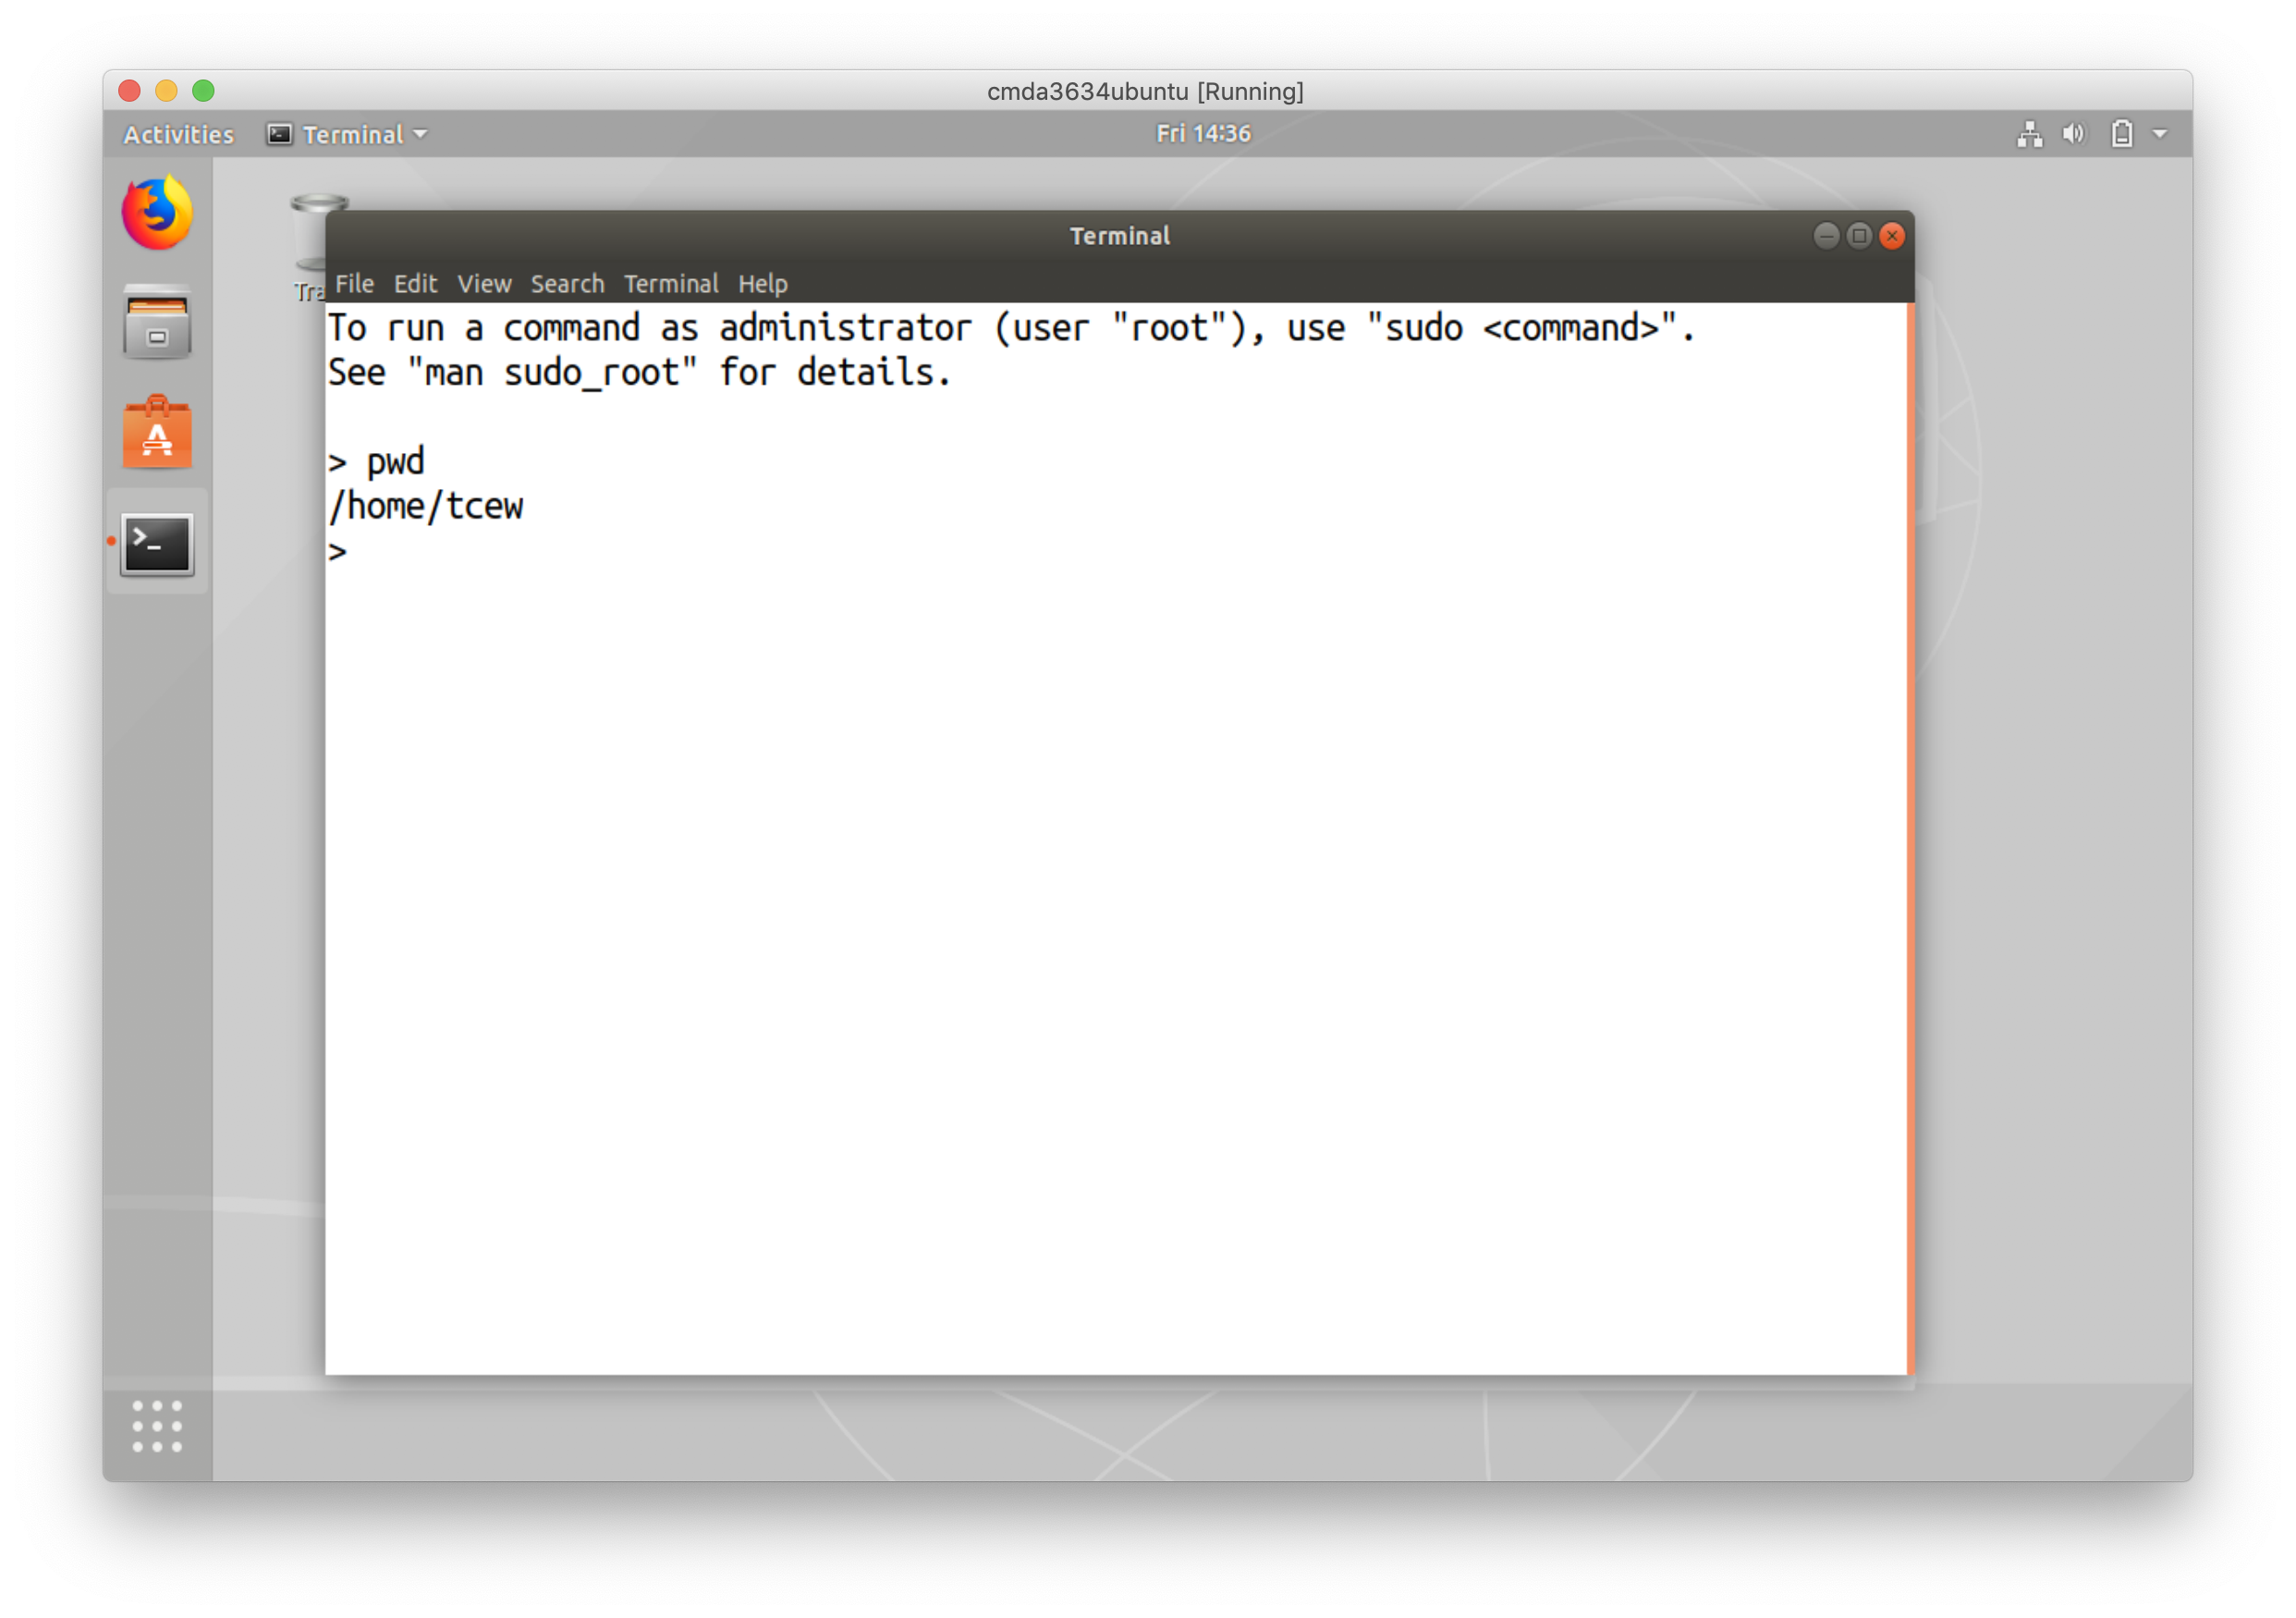 cmda3634ubuntu [Running]
Activities Terminal Fri 14:36
Terminal
File Edit View Search Terminal Help
To run a command as administrator (user "root"), use "sudo <command>".
See "man sudo_root" for details.
> pwd
/home/tcew
>